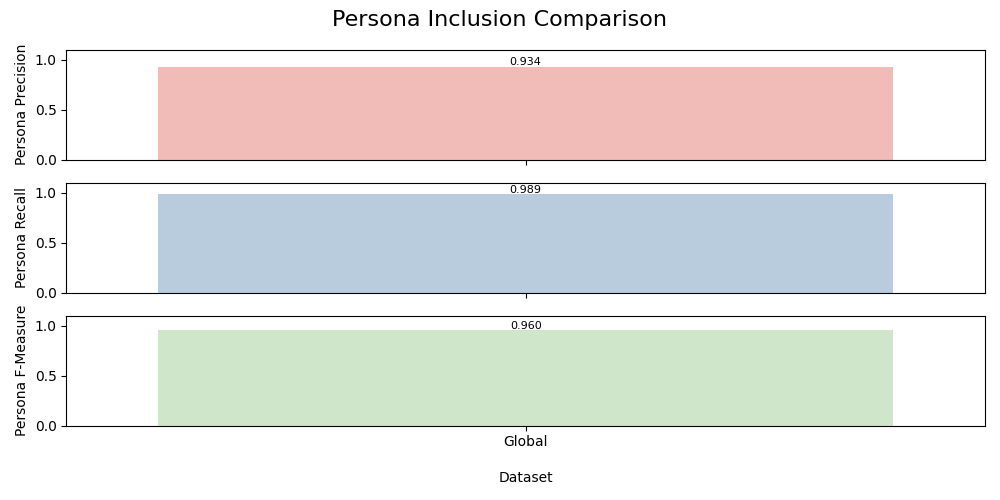 Persona Inclusion Comparison
Persona Precision
1.0
0.5
0.0
0.934
Persona Recall
1.0
0.5
0.0
0.989
Persona F-Measure
1.0
0.5
0.0
0.960
Global
Dataset